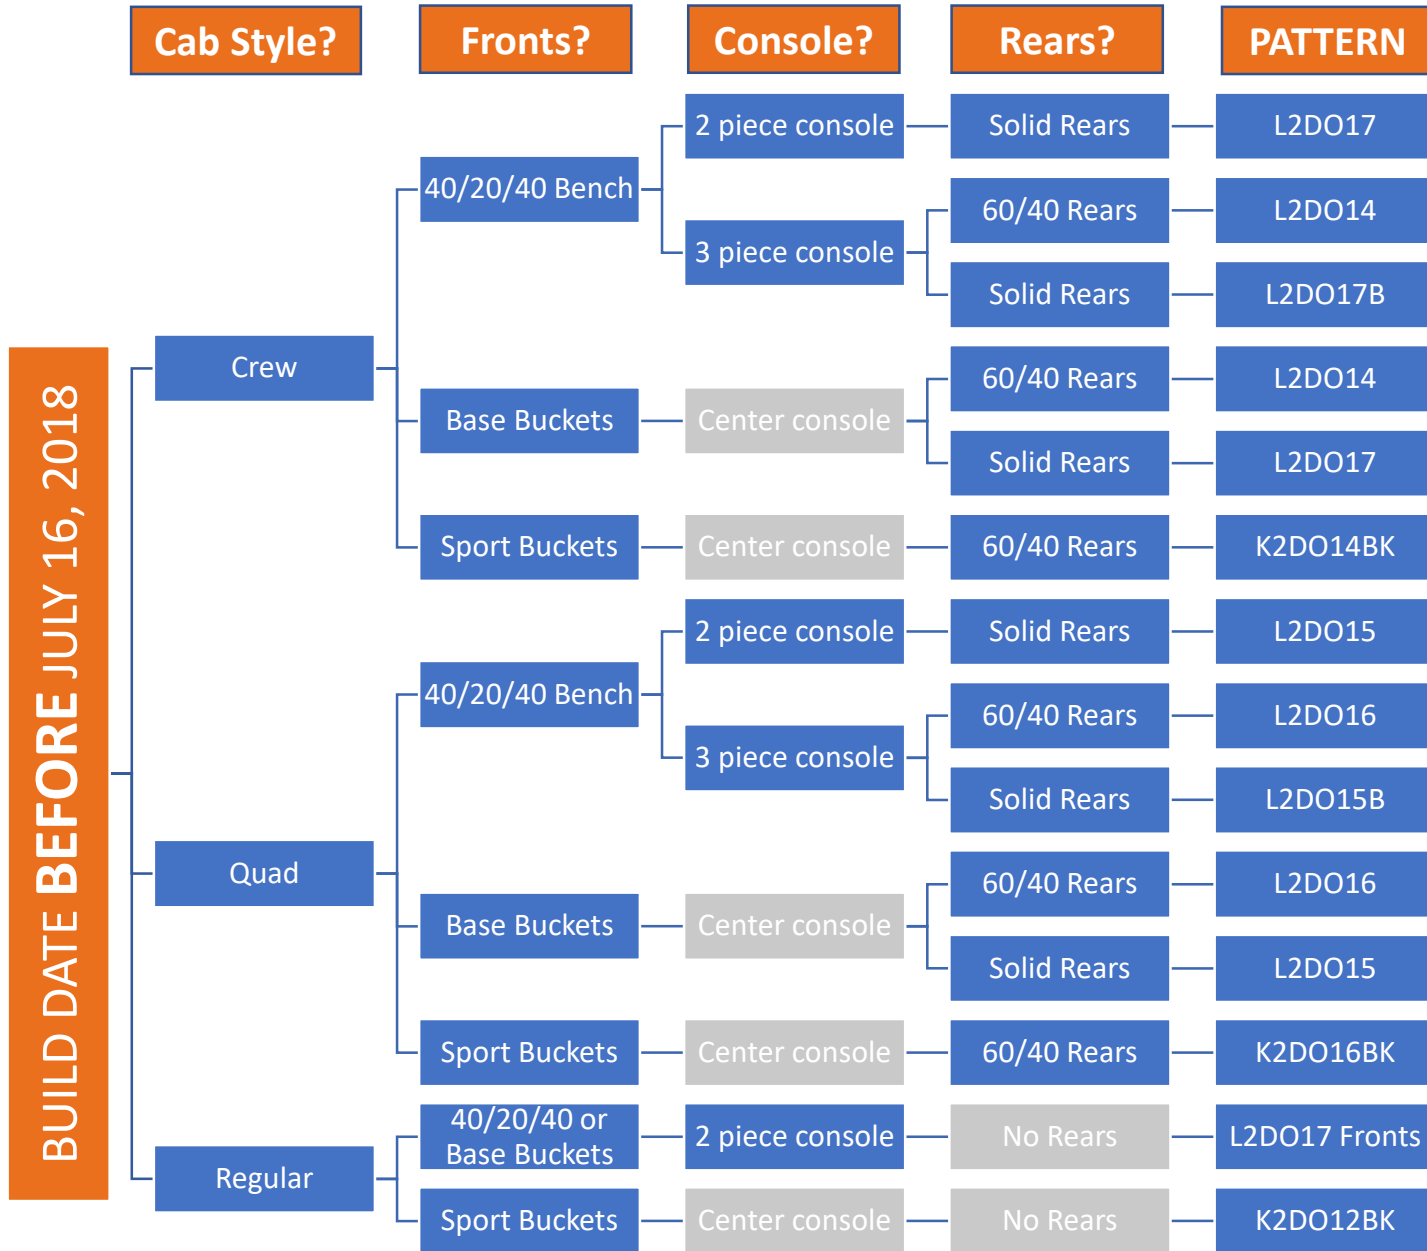 Cab Style?
Fronts?
Console?
Rears?
PATTERN
BUILD DATE BEFORE JULY 16, 2018
Crew
40/20/40 Bench
2 piece console
Solid Rears
L2DO17
3 piece console
60/40 Rears
L2DO14
Solid Rears
L2DO17B
Base Buckets
Center console
60/40 Rears
L2DO14
Solid Rears
L2DO17
Sport Buckets
Center console
60/40 Rears
K2DO14BK
Quad
40/20/40 Bench
2 piece console
Solid Rears
L2DO15
3 piece console
60/40 Rears
L2DO16
Solid Rears
L2DO15B
Base Buckets
Center console
60/40 Rears
L2DO16
Solid Rears
L2DO15
Sport Buckets
Center console
60/40 Rears
K2DO16BK
Regular
40/20/40 or
Base Buckets
2 piece console
No Rears
L2DO17 Fronts
Sport Buckets
Center console
No Rears
K2DO12BK